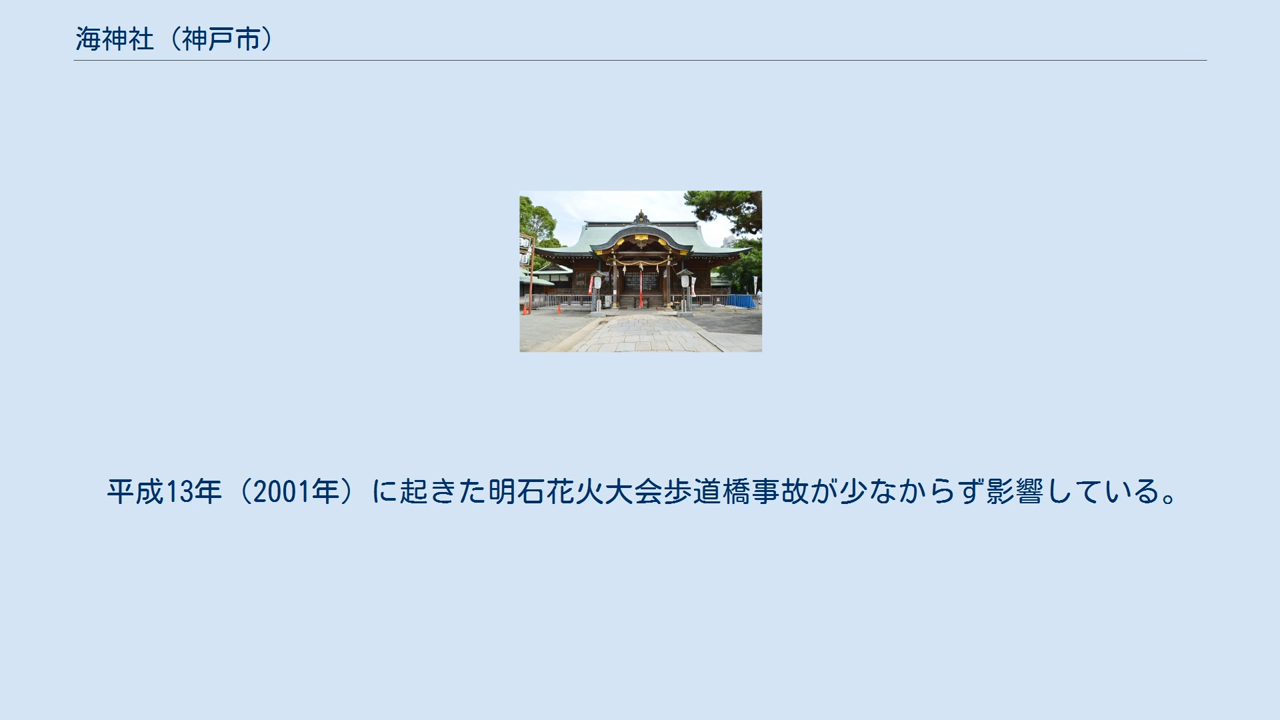 海神社（神戸市）
平成13年（2001年）に起きた明石花火大会歩道橋事故が少なからず影響している。